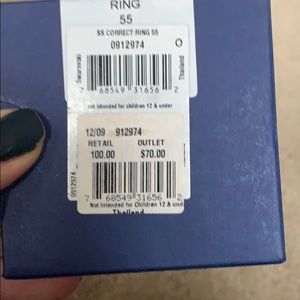 RING
55
SS CORRECT:RING 55
0912974
O
Swarovski
Thailand
7 68549 31656 2
Not intended for children 12 & under
12/09 912974
RETAIL OUTLET
100.00 $70.00
0912974
7 68549 31656 2
Not intended for Children 12 & und
Thailand